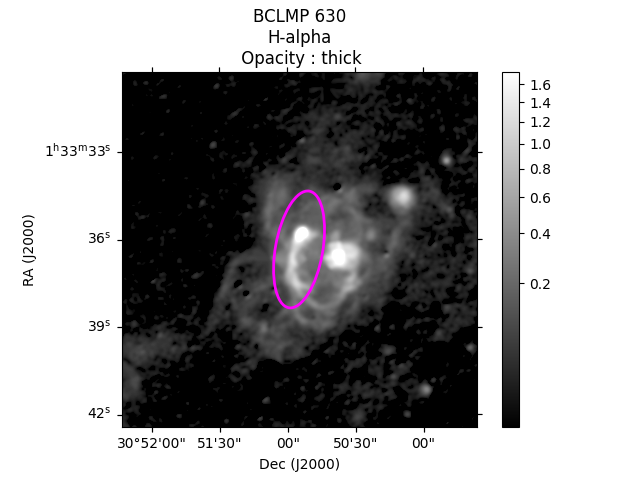 BCLMP 630
H-alpha
Opacity : thick
1ʰ33ᵐ33ˢ
36ˢ
39ˢ
42ˢ
RA (J2000)
30°52'00" 51'30" 00" 50'30" 00"
Dec (J2000)
1.6
1.4
1.2
1.0
0.8
0.6
0.4
0.2